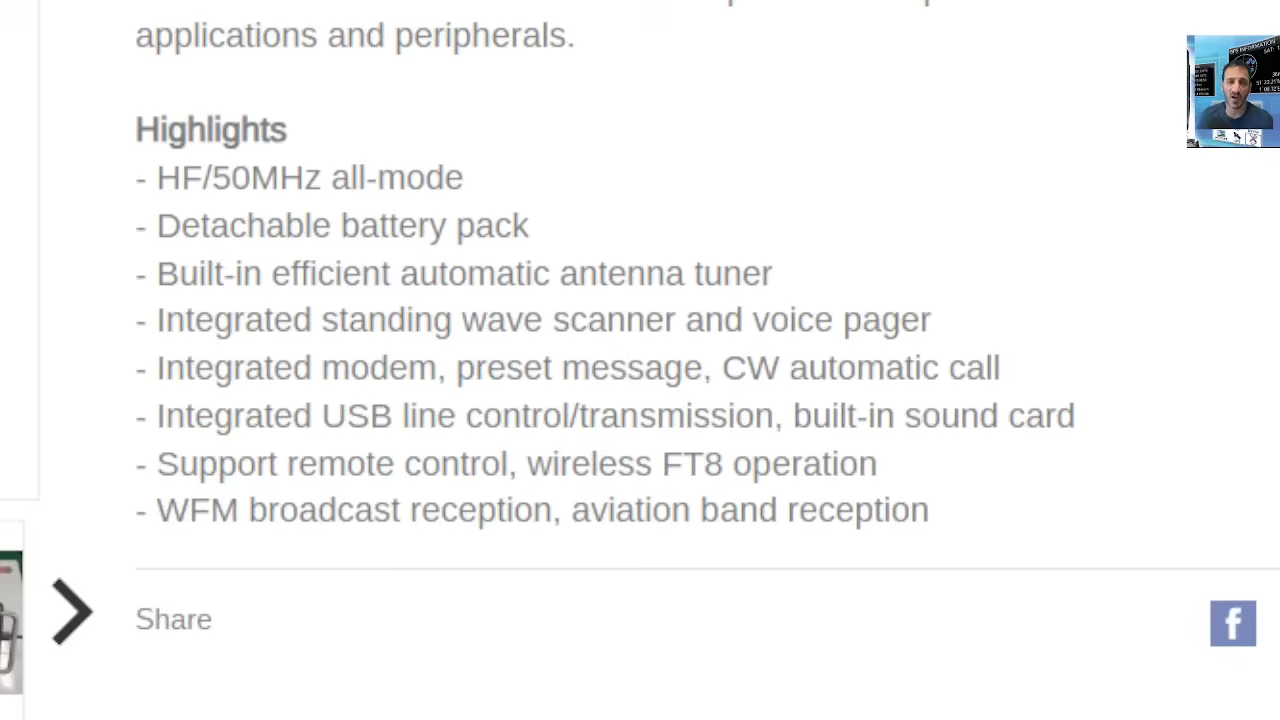 applications and peripherals.
Highlights
- HF/50MHz all-mode
- Detachable battery pack
- Built-in efficient automatic antenna tuner
- Integrated standing wave scanner and voice pager
- Integrated modem, preset message, CW automatic call
- Integrated USB line control/transmission, built-in sound card
- Support remote control, wireless FT8 operation
- WFM broadcast reception, aviation band reception
Share
f